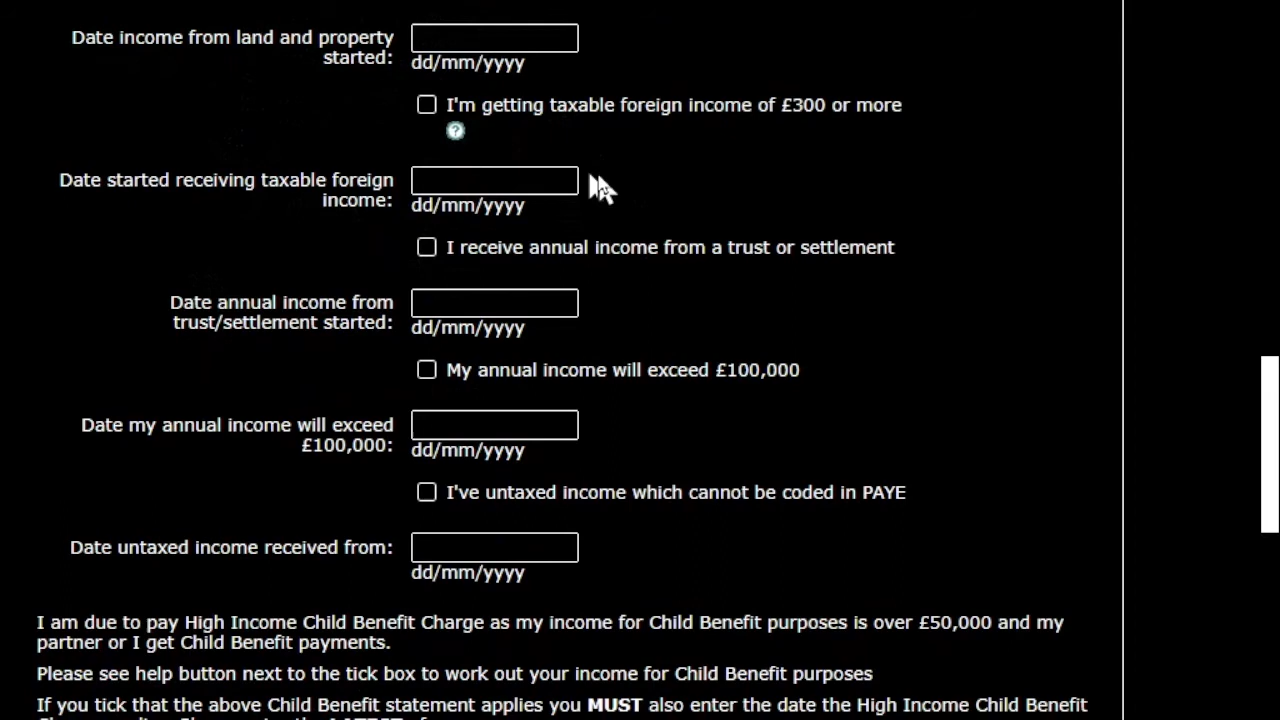 Date income from land and property
started:
dd/mm/yyyy
I'm getting taxable foreign income of £300 or more
?
Date started receiving taxable foreign
income:
dd/mm/yyyy
I receive annual income from a trust or settlement
Date annual income from
trust/settlement started:
dd/mm/yyyy
My annual income will exceed £100,000
Date my annual income will exceed
£100,000:
dd/mm/yyyy
I've untaxed income which cannot be coded in PAYE
Date untaxed income received from:
dd/mm/yyyy
I am due to pay High Income Child Benefit Charge as my income for Child Benefit purposes is over £50,000 and my
partner or I get Child Benefit payments.
Please see help button next to the tick box to work out your income for Child Benefit purposes
If you tick that the above Child Benefit statement applies you MUST also enter the date the High Income Child Benefit